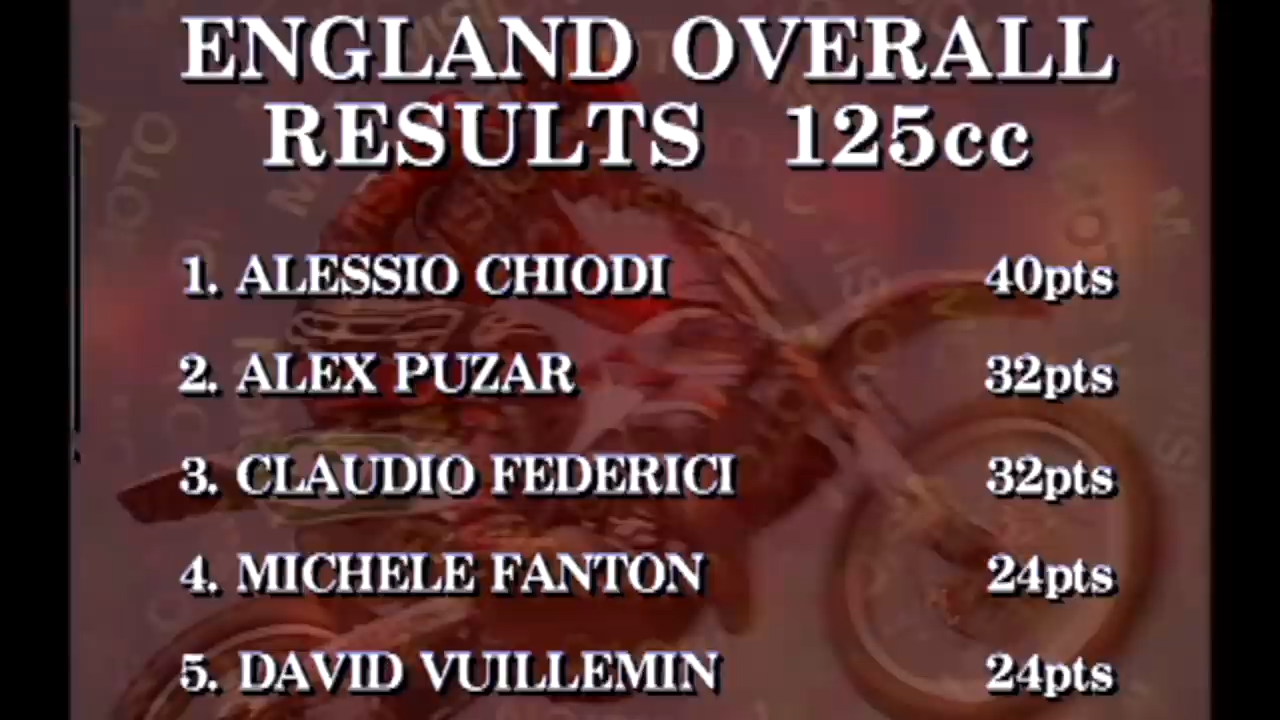 ENGLAND OVERALL
RESULTS 125cc
1. ALESSIO CHIODI 40pts
2. ALEX PUZAR 32pts
3. CLAUDIO FEDERICI 32pts
4. MICHELE FANTON 24pts
5. DAVID VUILLEMIN 24pts